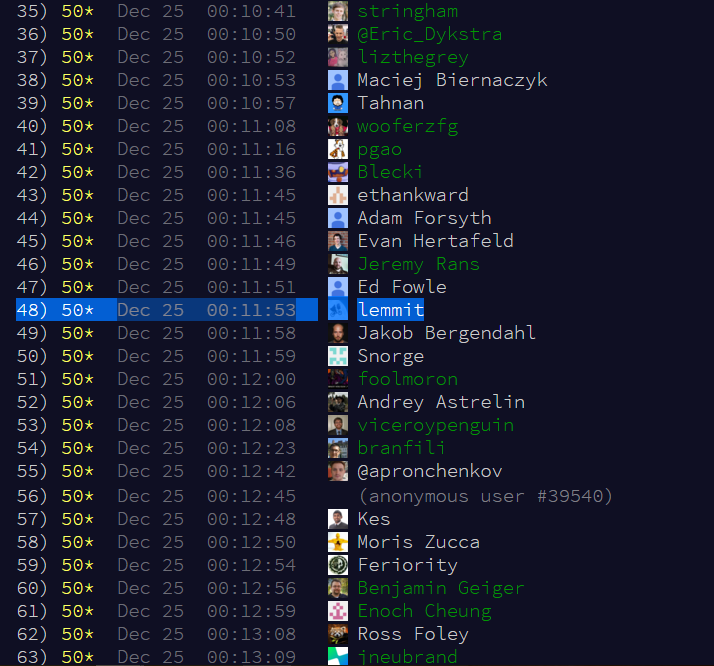 35) 50* Dec 25 00:10:41 stringham
36) 50* Dec 25 00:10:50 @Eric_Dykstra
37) 50* Dec 25 00:10:52 lizthegrey
38) 50* Dec 25 00:10:53 Maciej Biernaczyk
39) 50* Dec 25 00:10:57 Tahnan
40) 50* Dec 25 00:11:08 wooferzfg
41) 50* Dec 25 00:11:16 pgao
42) 50* Dec 25 00:11:36 Blecki
43) 50* Dec 25 00:11:45 ethankward
44) 50* Dec 25 00:11:45 Adam Forsyth
45) 50* Dec 25 00:11:46 Evan Hertafeld
46) 50* Dec 25 00:11:49 Jeremy Rans
47) 50* Dec 25 00:11:51 Ed Fowle
48) 50* Dec 25 00:11:53 lemmit
49) 50* Dec 25 00:11:58 Jakob Bergendahl
50) 50* Dec 25 00:11:59 Snorge
51) 50* Dec 25 00:12:00 foolmoron
52) 50* Dec 25 00:12:06 Andrey Astrelin
53) 50* Dec 25 00:12:08 viceroypenguin
54) 50* Dec 25 00:12:23 branfili
55) 50* Dec 25 00:12:42 @apronchenkov
56) 50* Dec 25 00:12:45 (anonymous user #39540)
57) 50* Dec 25 00:12:48 Kes
58) 50* Dec 25 00:12:50 Moris Zucca
59) 50* Dec 25 00:12:54 Feriority
60) 50* Dec 25 00:12:56 Benjamin Geiger
61) 50* Dec 25 00:12:59 Enoch Cheung
62) 50* Dec 25 00:13:08 Ross Foley
63) 50* Dec 25 00:13:09 jneubrand